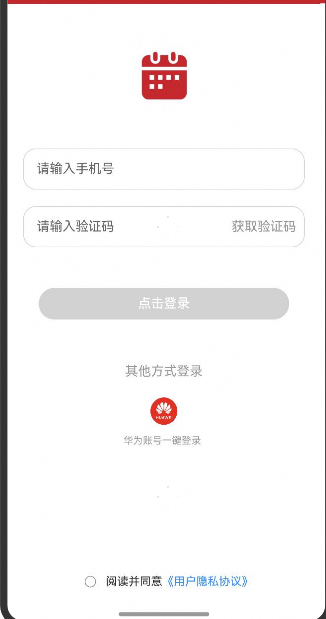 请输入手机号
请输入验证码 获取验证码
点击登录
其他方式登录
HUAWEI
华为账号一键登录
阅读并同意《用户隐私协议》